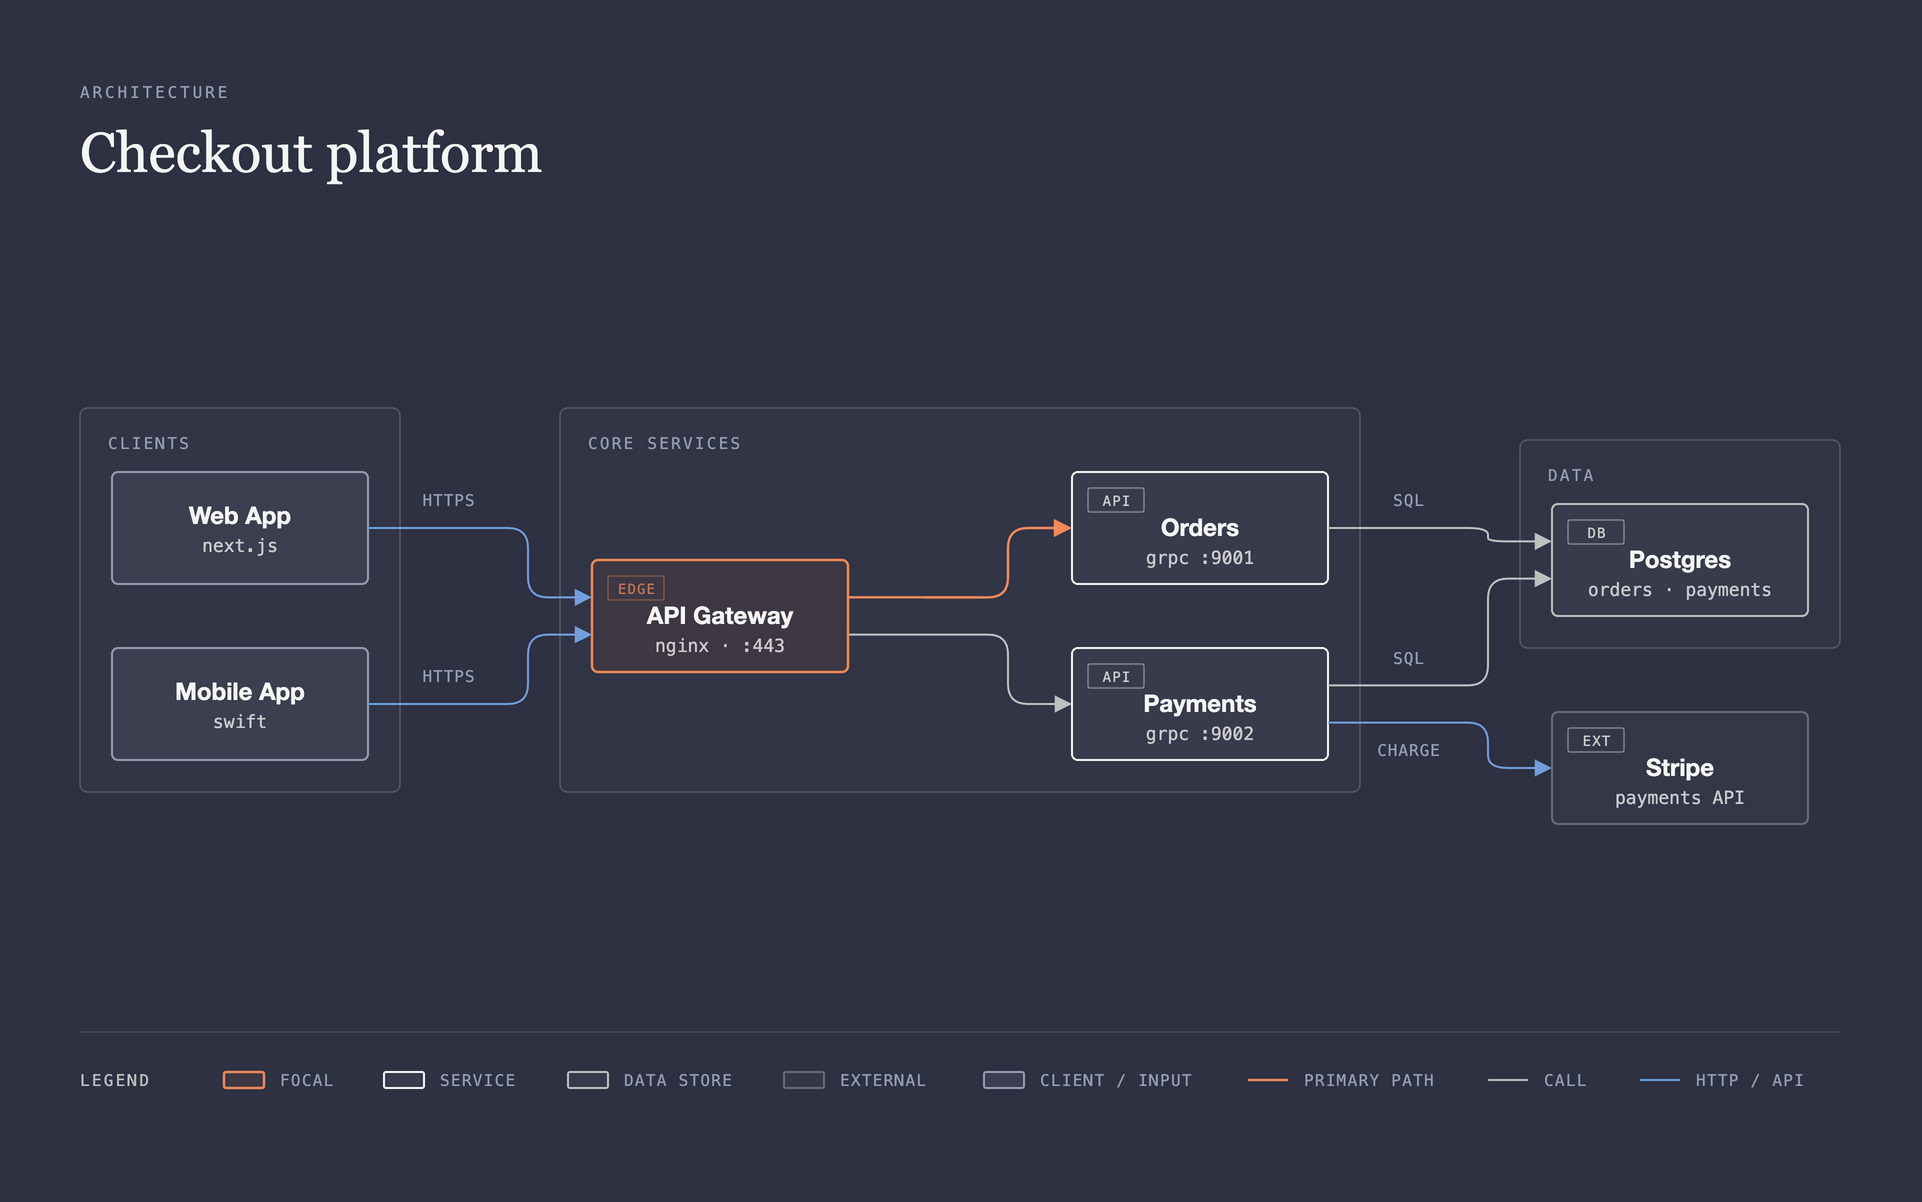 ARCHITECTURE
Checkout platform
CLIENTS
Web App
next.js
Mobile App
swift
HTTPS
HTTPS
CORE SERVICES
EDGE
API Gateway
nginx · :443
API
Orders
grpc :9001
API
Payments
grpc :9002
SQL
SQL
CHARGE
DATA
DB
Postgres
orders · payments
EXT
Stripe
payments API
LEGEND
FOCAL
SERVICE
DATA STORE
EXTERNAL
CLIENT / INPUT
PRIMARY PATH
CALL
HTTP / API